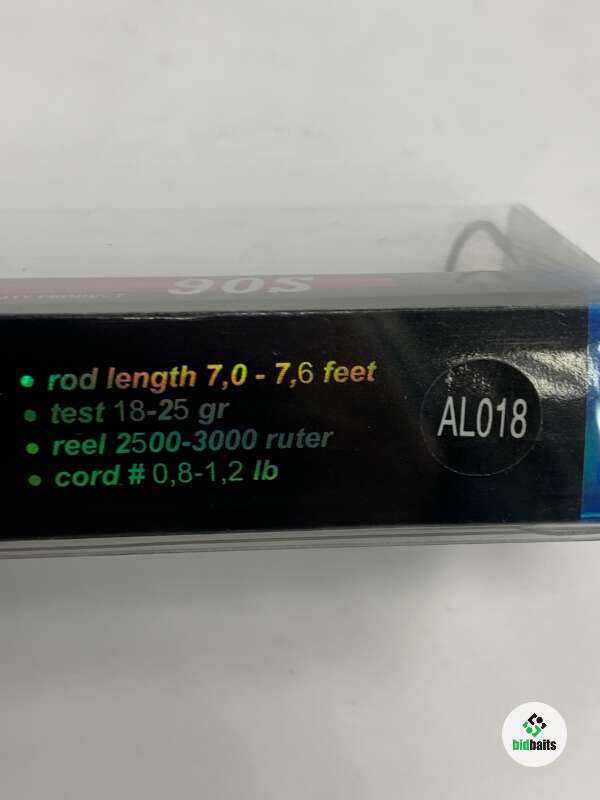 90S
PRODUCT
• rod length 7,0 - 7,6 feet
• test 18-25 gr
• reel 2500-3000 ruter
• cord # 0,8-1,2 lb
AL018
bidbaits